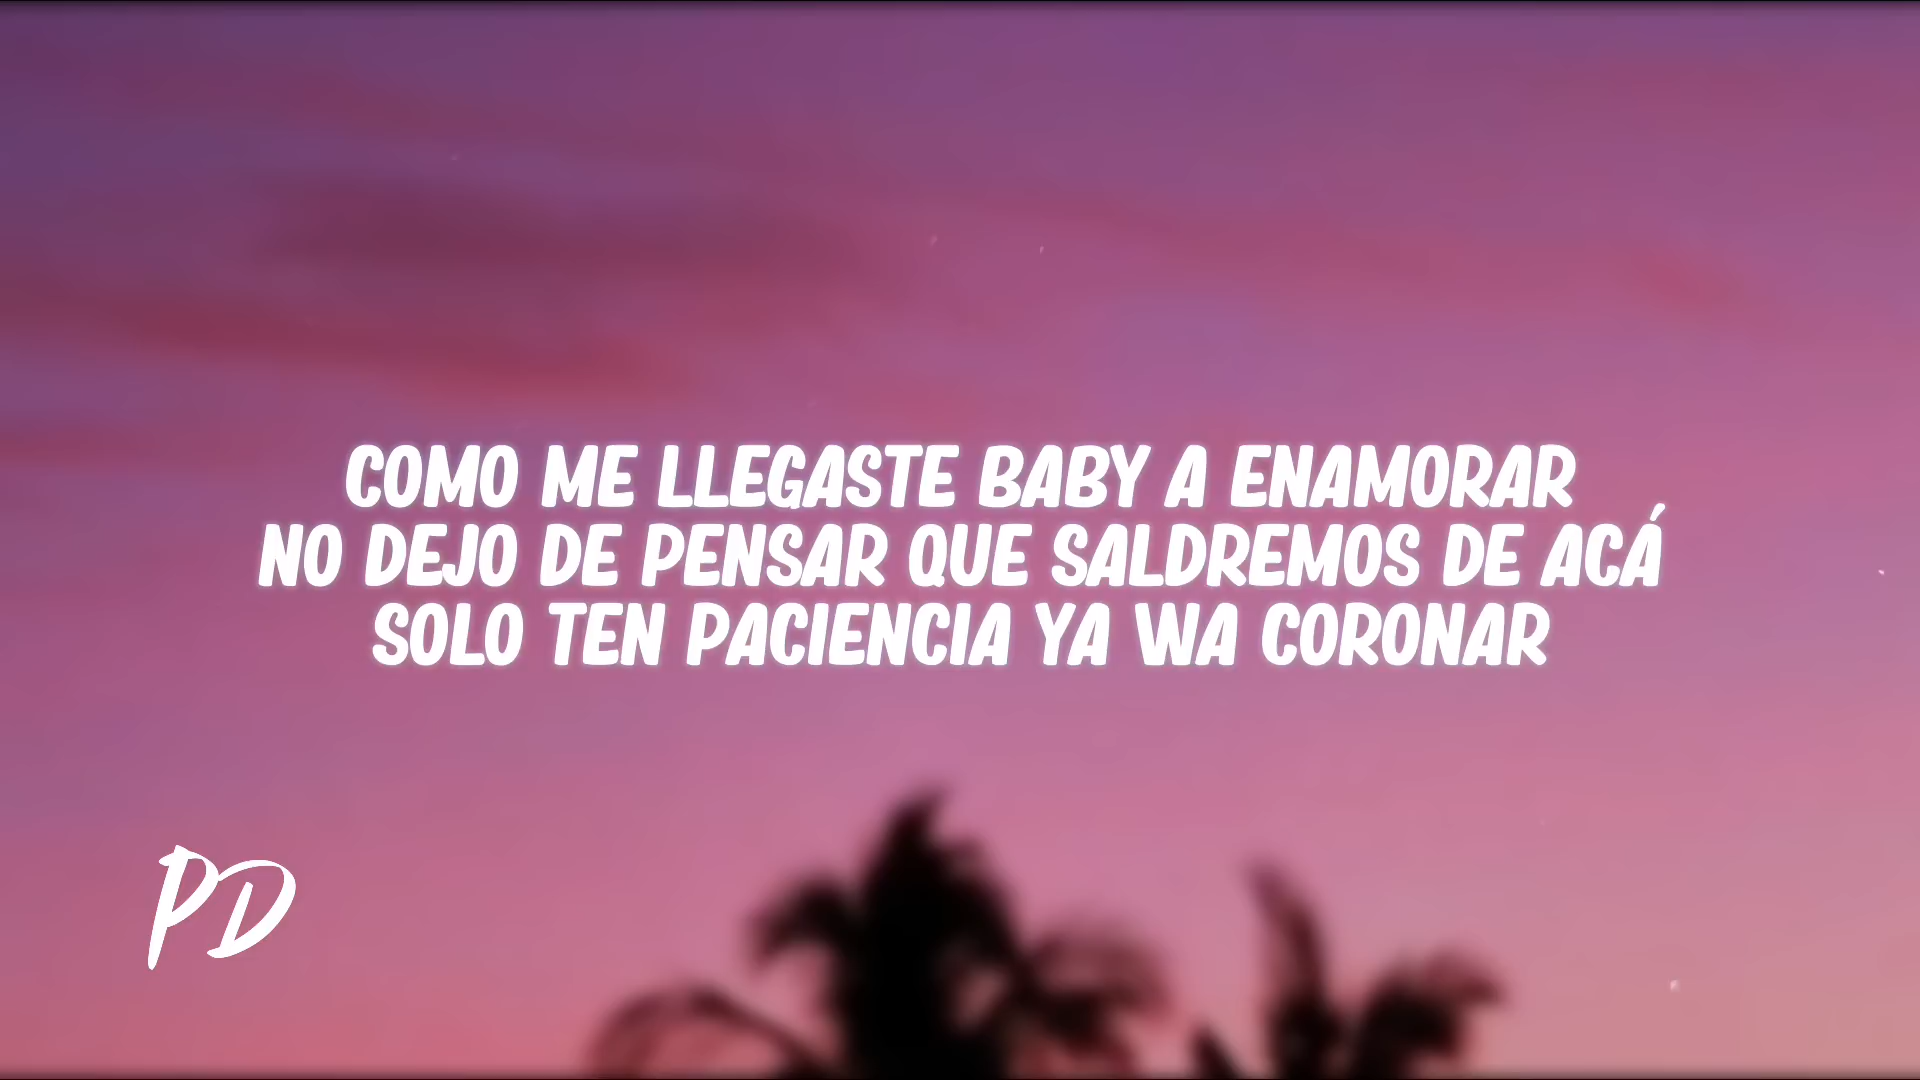 COMO ME LLEGASTE BABY A ENAMORAR
NO DEJO DE PENSAR QUE SALDREMOS DE ACÁ
SOLO TEN PACIENCIA YA WA CORONAR
PD